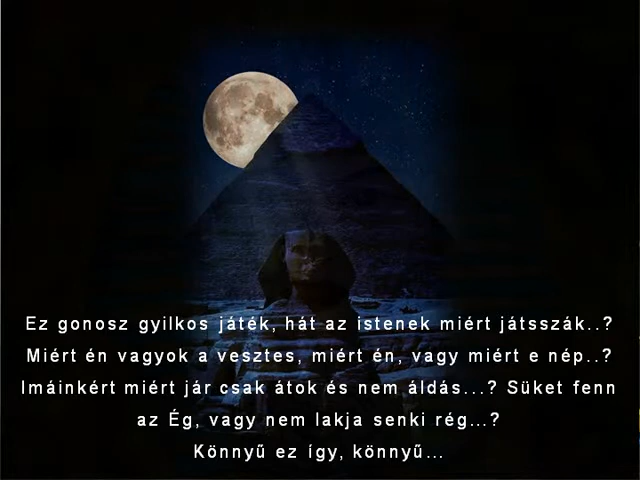 Ez gonosz gyilkos játék, hát az istenek miért játsszák..?
Miért én vagyok a vesztes, miért én, vagy miért e nép..?
Imáinkért miért jár csak átok és nem áldás...? Süket fenn
az Ég, vagy nem lakja senki rég...?
Könnyű ez így, könnyű...